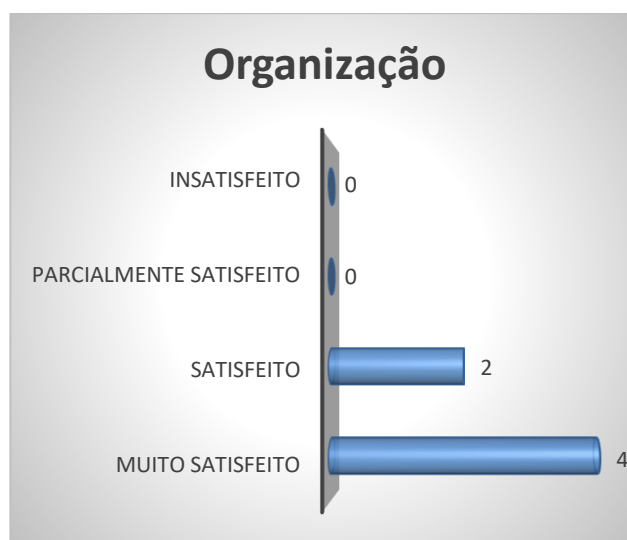 Organização
INSATISFEITO 0
PARCIALMENTE SATISFEITO 0
SATISFEITO 2
MUITO SATISFEITO 4